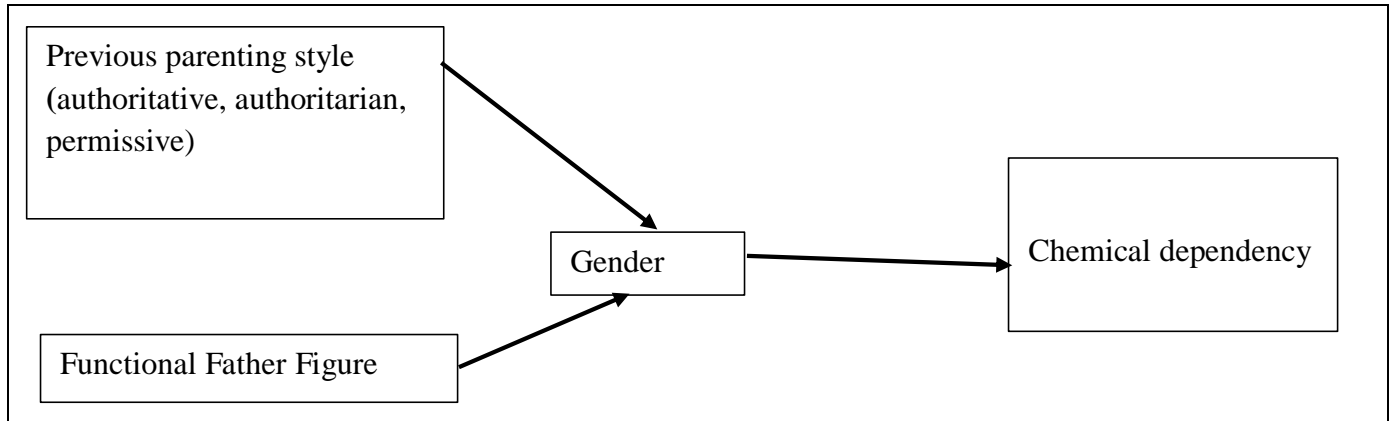 Previous parenting style
(authoritative, authoritarian,
permissive)
Gender
Chemical dependency
Functional Father Figure